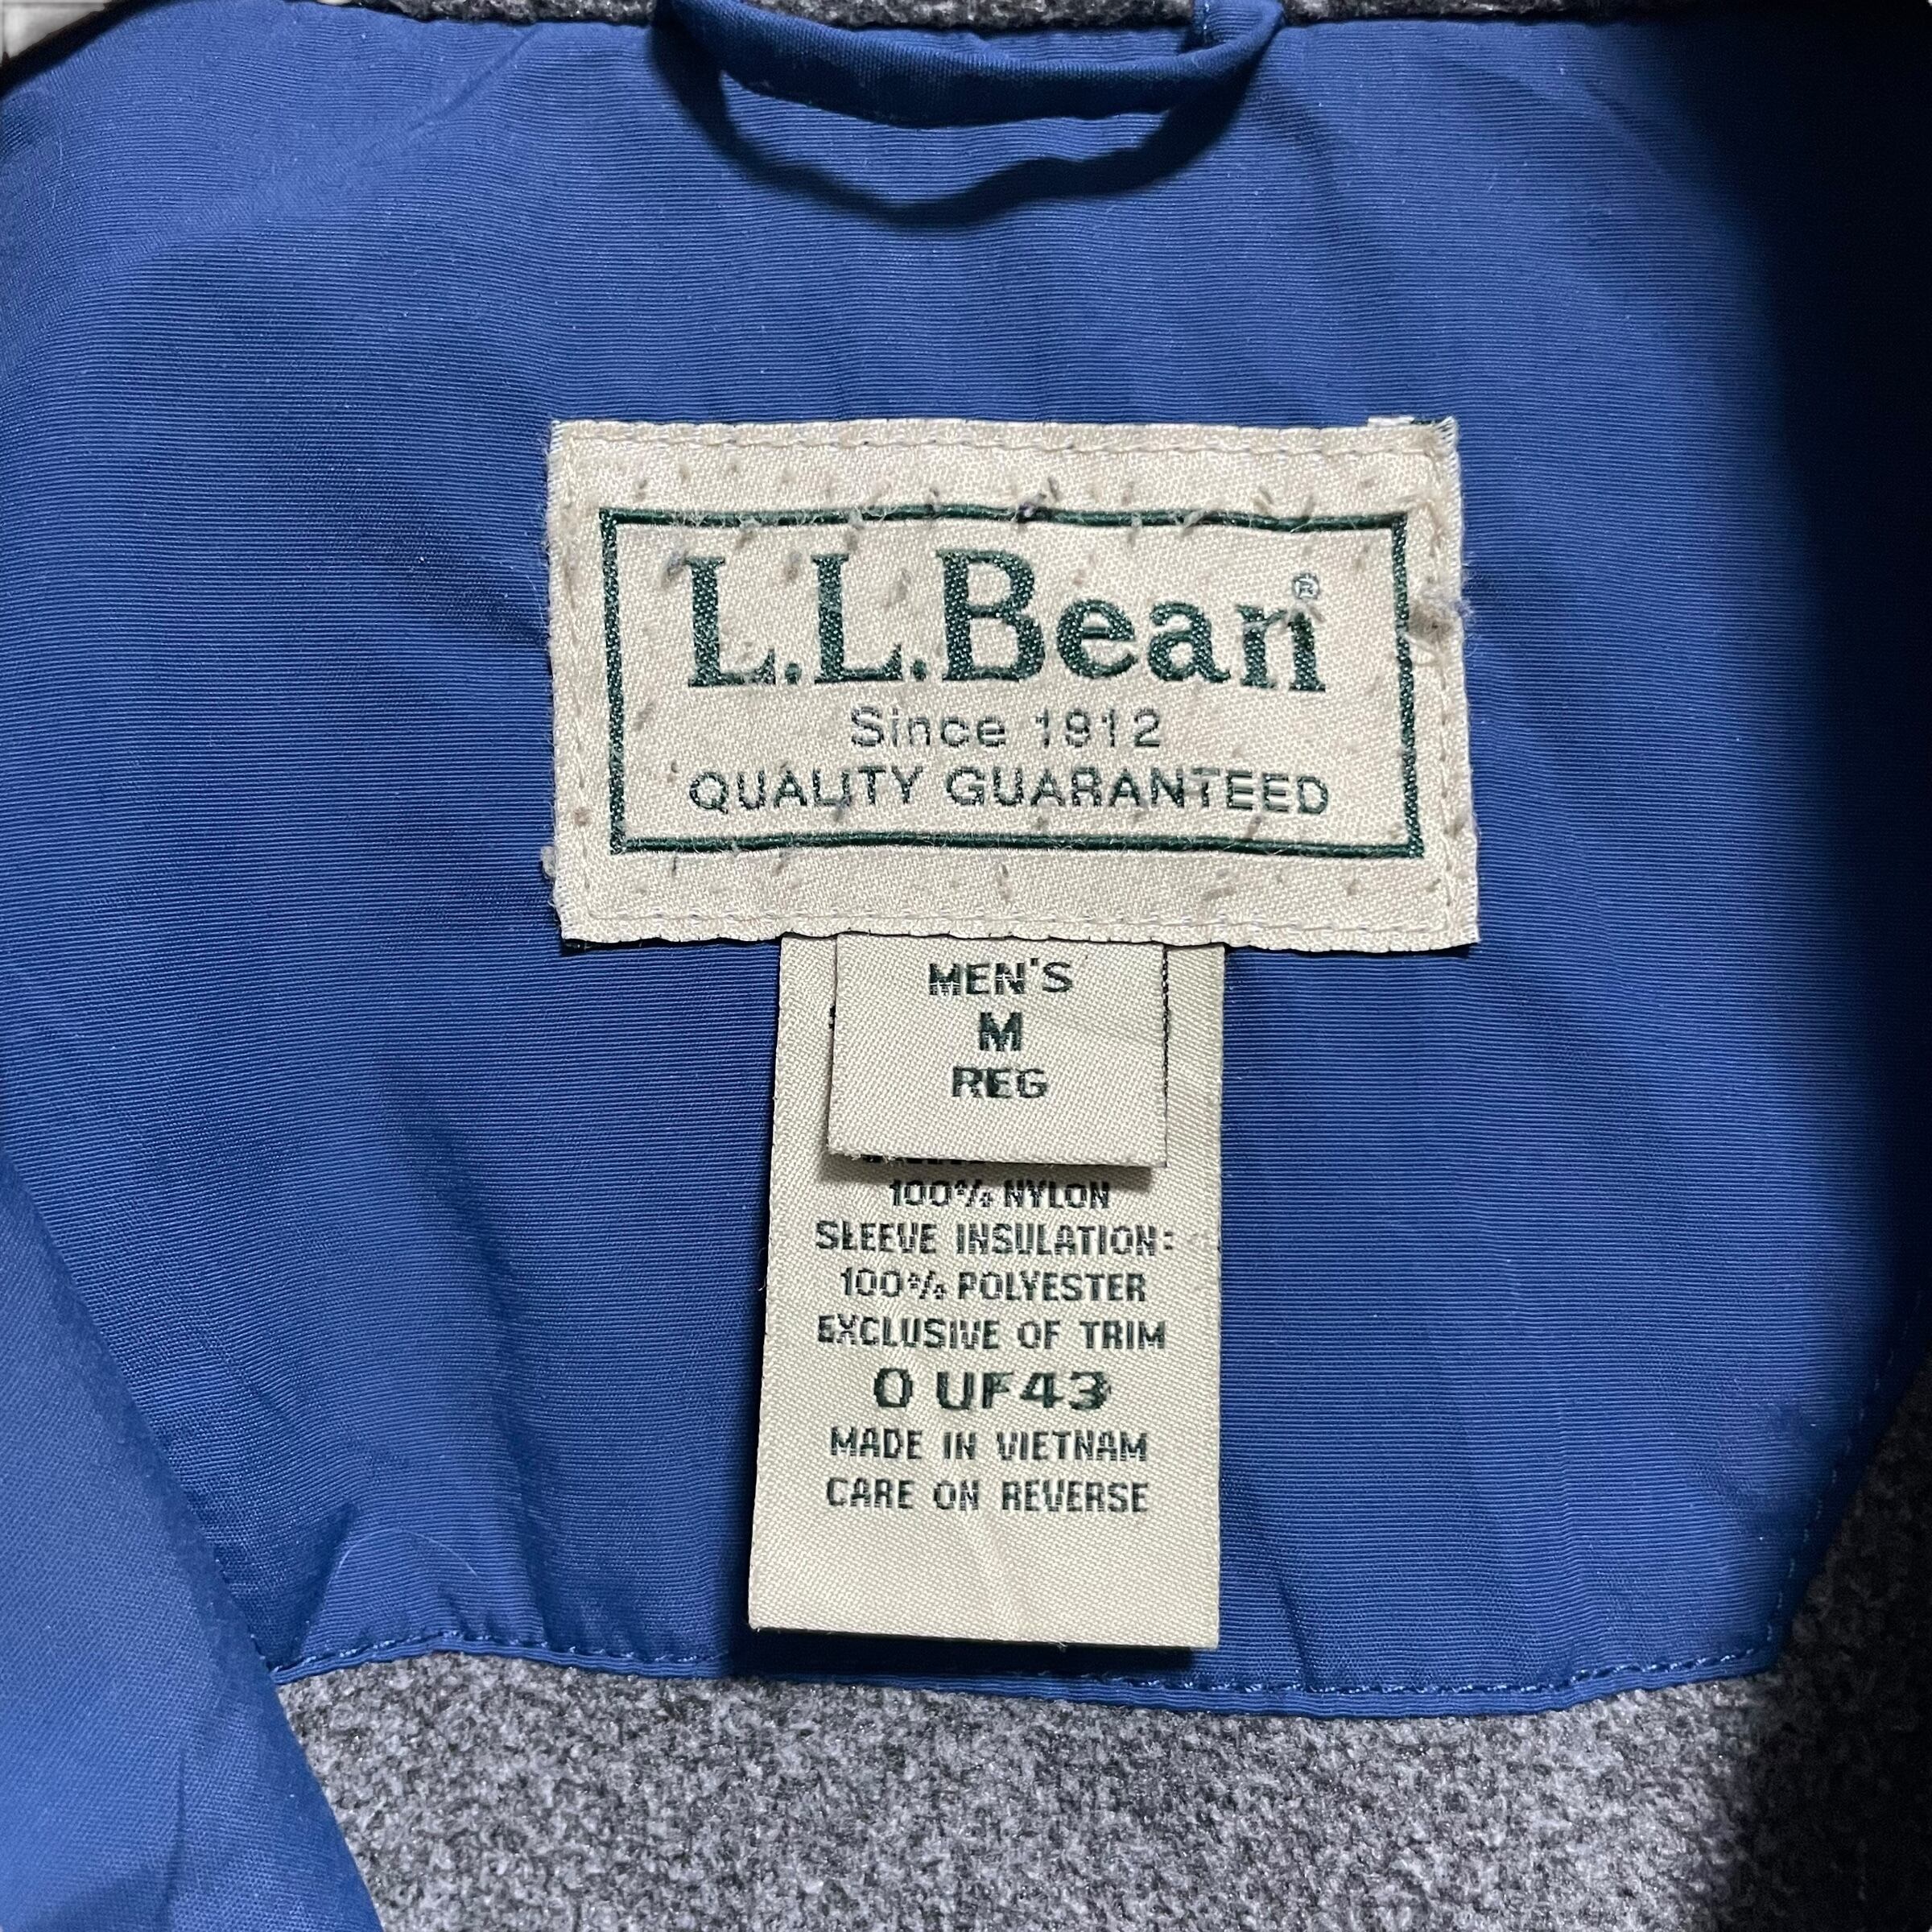 L.L.Bean®
Since 1912
QUALITY GUARANTEED
MEN'S
M
REG
100% NYLON
SLEEVE INSULATION:
100% POLYESTER
EXCLUSIVE OF TRIM
0 UF43
MADE IN VIETNAM
CARE ON REVERSE